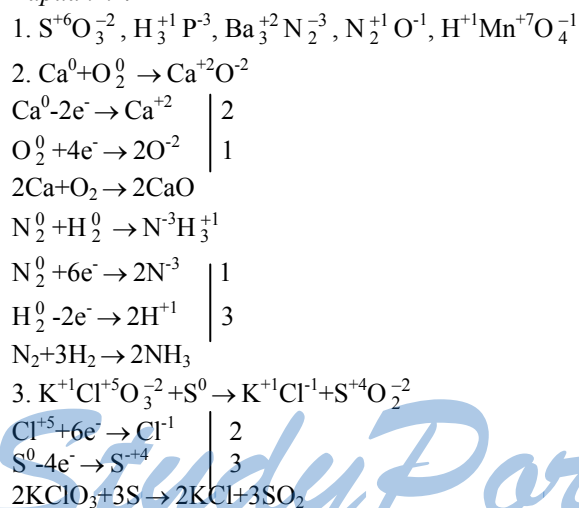 1. S⁺⁶O₃⁻², H₃⁺¹P⁻³, Ba₃⁺²N₂⁻³, N₂⁺¹O⁻¹, H⁺¹Mn⁺⁷O₄⁻¹
2. Ca⁰+O₂⁰ → Ca⁺²O⁻²
Ca⁰-2e⁻ → Ca⁺² | 2
O₂⁰+4e⁻ → 2O⁻² | 1
2Ca+O₂ → 2CaO
N₂⁰+H₂⁰ → N⁻³H₃⁺¹
N₂⁰+6e⁻ → 2N⁻³ | 1
H₂⁰-2e⁻ → 2H⁺¹ | 3
N₂+3H₂ → 2NH₃
3. K⁺¹Cl⁺⁵O₃⁻²+S⁰ → K⁺¹Cl⁻¹+S⁺⁴O₂⁻²
Cl⁺⁵+6e⁻ → Cl⁻¹ | 2
S⁰-4e⁻ → S⁻⁺⁴ | 3
2KClO₃+3S → 2KCl+3SO₂